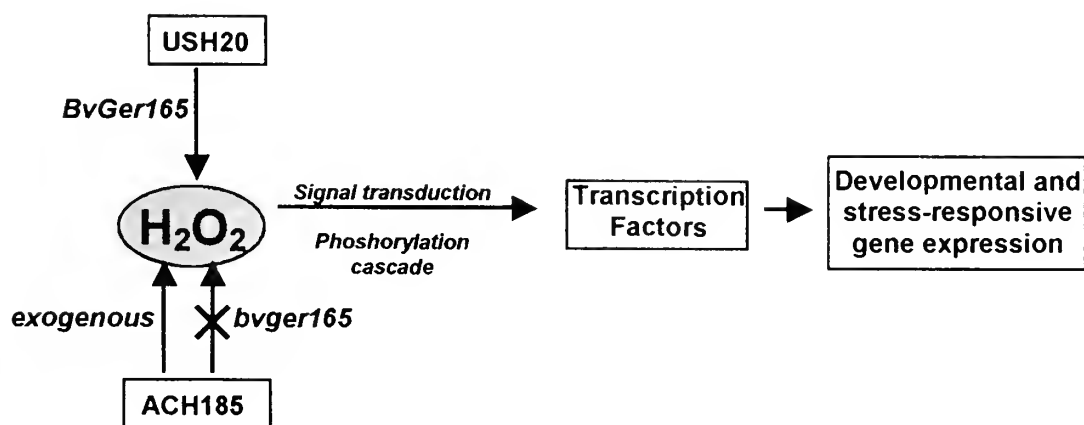 USH20
BvGer165
H₂O₂
Signal transduction
Phoshorylation
cascade
Transcription
Factors
Developmental and
stress-responsive
gene expression
exogenous
bvger165
ACH185